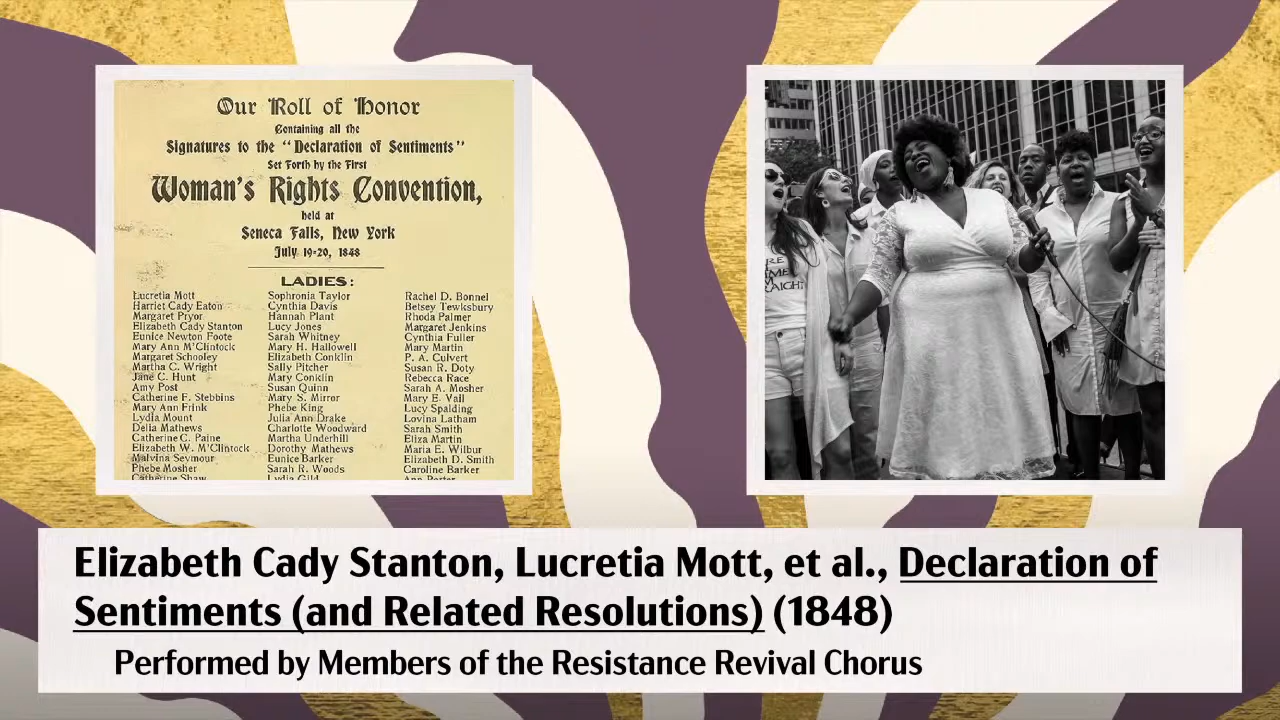 Our Roll of Honor
Containing all the
Signatures to the "Declaration of Sentiments"
Set Forth by the First
Woman's Rights Convention,
held at
Seneca Falls, New York
July 19-20, 1848
LADIES:
Lucretia Mott
Harriet Cady Eaton
Margaret Pryor
Elizabeth Cady Stanton
Eunice Newton Foote
Mary Ann M'Clintock
Margaret Schooley
Martha C. Wright
Jane C. Hunt
Amy Post
Catherine F. Stebbins
Mary Ann Frink
Lydia Mount
Delia Mathews
Catherine C. Paine
Elizabeth W. M'Clintock
Malvina Seymour
Phebe Mosher
Catherine Shaw
Sophronia Taylor
Cynthia Davis
Hannah Plant
Lucy Jones
Sarah Whitney
Mary H. Hallowell
Elizabeth Conklin
Sally Pitcher
Mary Conklin
Susan Quinn
Mary S. Mirror
Phebe King
Julia Ann Drake
Charlotte Woodward
Martha Underhill
Dorothy Mathews
Eunice Barker
Sarah R. Woods
Lydia Gild
Rachel D. Bonnel
Betsey Tewksbury
Rhoda Palmer
Margaret Jenkins
Cynthia Fuller
Mary Martin
P. A. Culvert
Susan R. Doty
Rebecca Race
Sarah A. Mosher
Mary E. Vail
Lucy Spalding
Lovina Latham
Sarah Smith
Eliza Martin
Maria E. Wilbur
Elizabeth D. Smith
Caroline Barker
Ann Porter
Elizabeth Cady Stanton, Lucretia Mott, et al., Declaration of
Sentiments (and Related Resolutions) (1848)
Performed by Members of the Resistance Revival Chorus